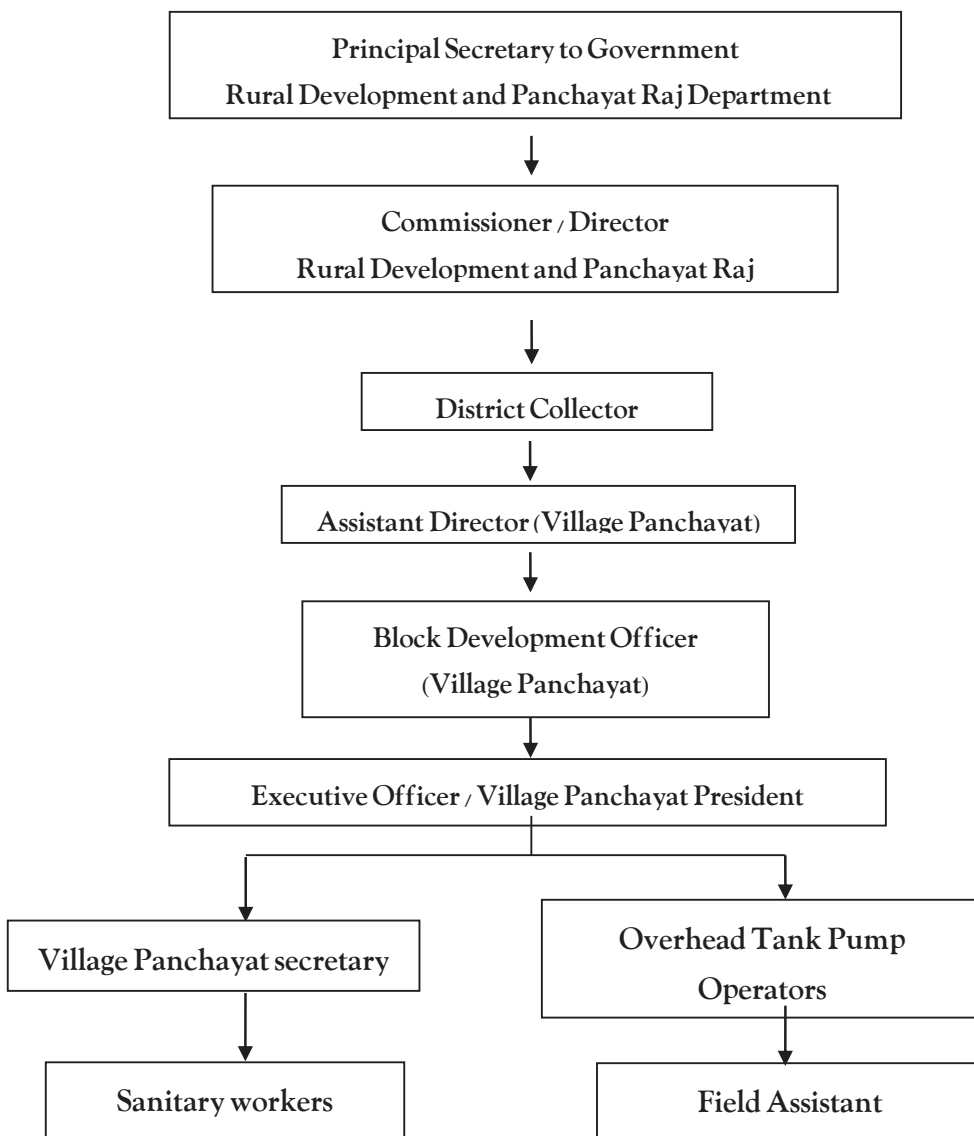 Principal Secretary to Government
Rural Development and Panchayat Raj Department
Commissioner / Director
Rural Development and Panchayat Raj
District Collector
Assistant Director (Village Panchayat)
Block Development Officer
(Village Panchayat)
Executive Officer / Village Panchayat President
Village Panchayat secretary
Overhead Tank Pump
Operators
Sanitary workers
Field Assistant